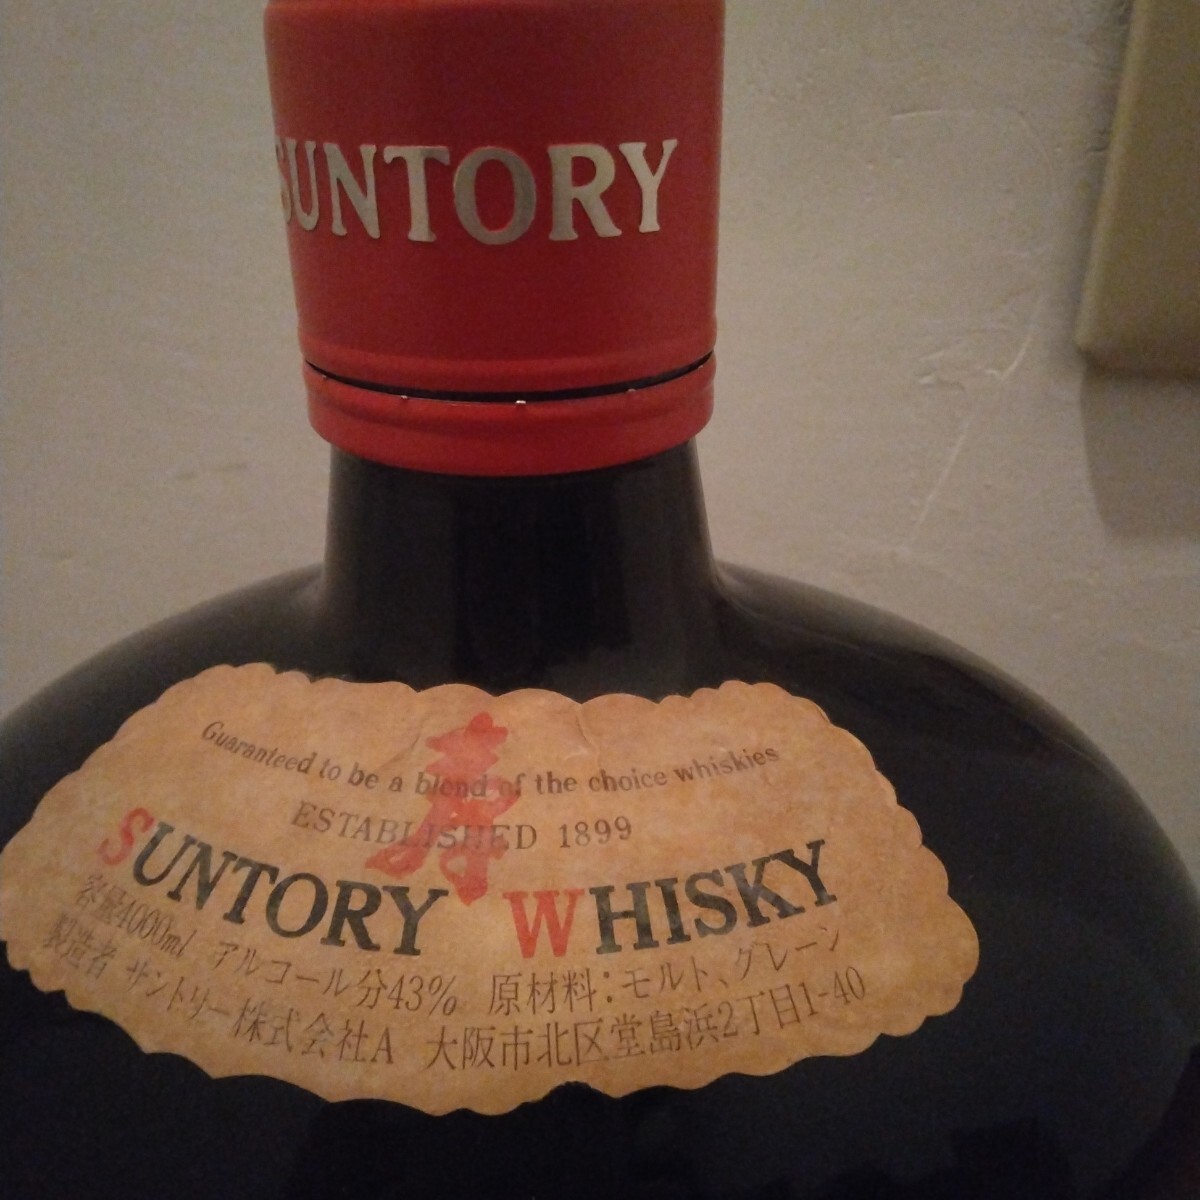 SUNTORY
Guaranteed to be a blend of the choice whiskies
寿
ESTABLISHED 1899
SUNTORY WHISKY
容量4000ml アルコール分43% 原材料:モルト、グレーン
製造者 サントリー株式会社A 大阪市北区堂島浜2丁目1-40